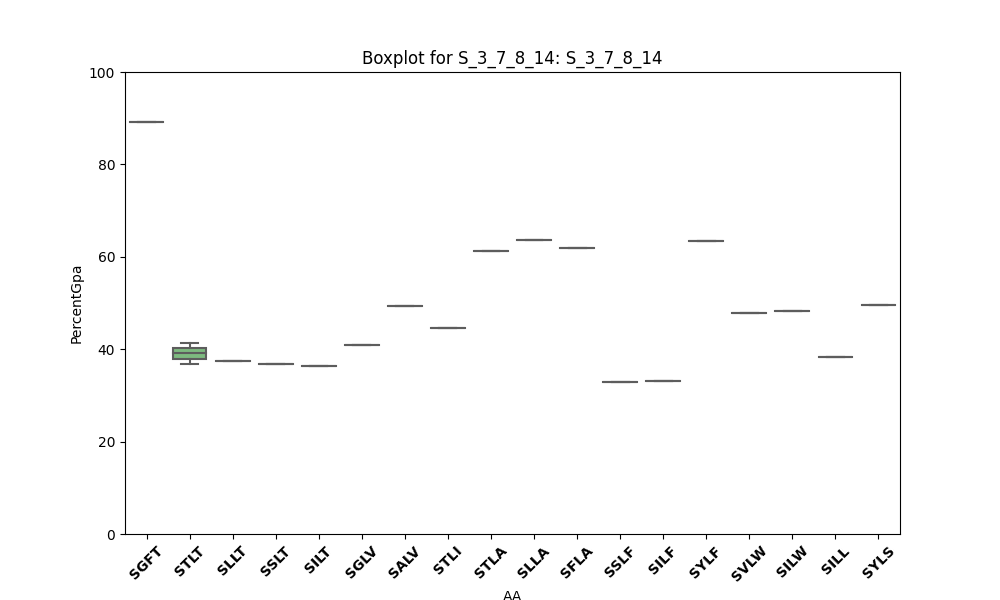 Boxplot for S_3_7_8_14: S_3_7_8_14
100
80
60
40
20
0
PercentGpa
SGFT
STLT
SLLT
SSLT
SILT
SGLV
SALV
STLI
STLA
SLLA
SFLA
SSLF
SILF
SYLF
SVLW
SILW
SILL
SYLS
AA